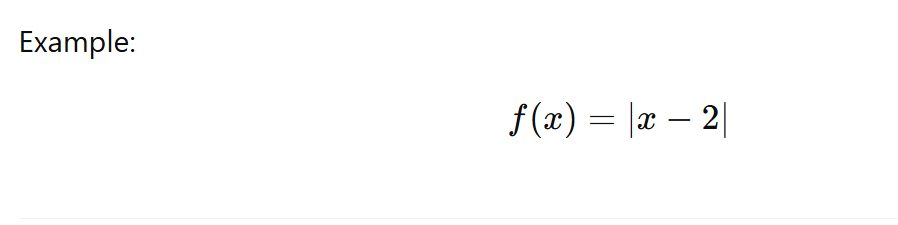 Example:
f(x) = |x − 2|